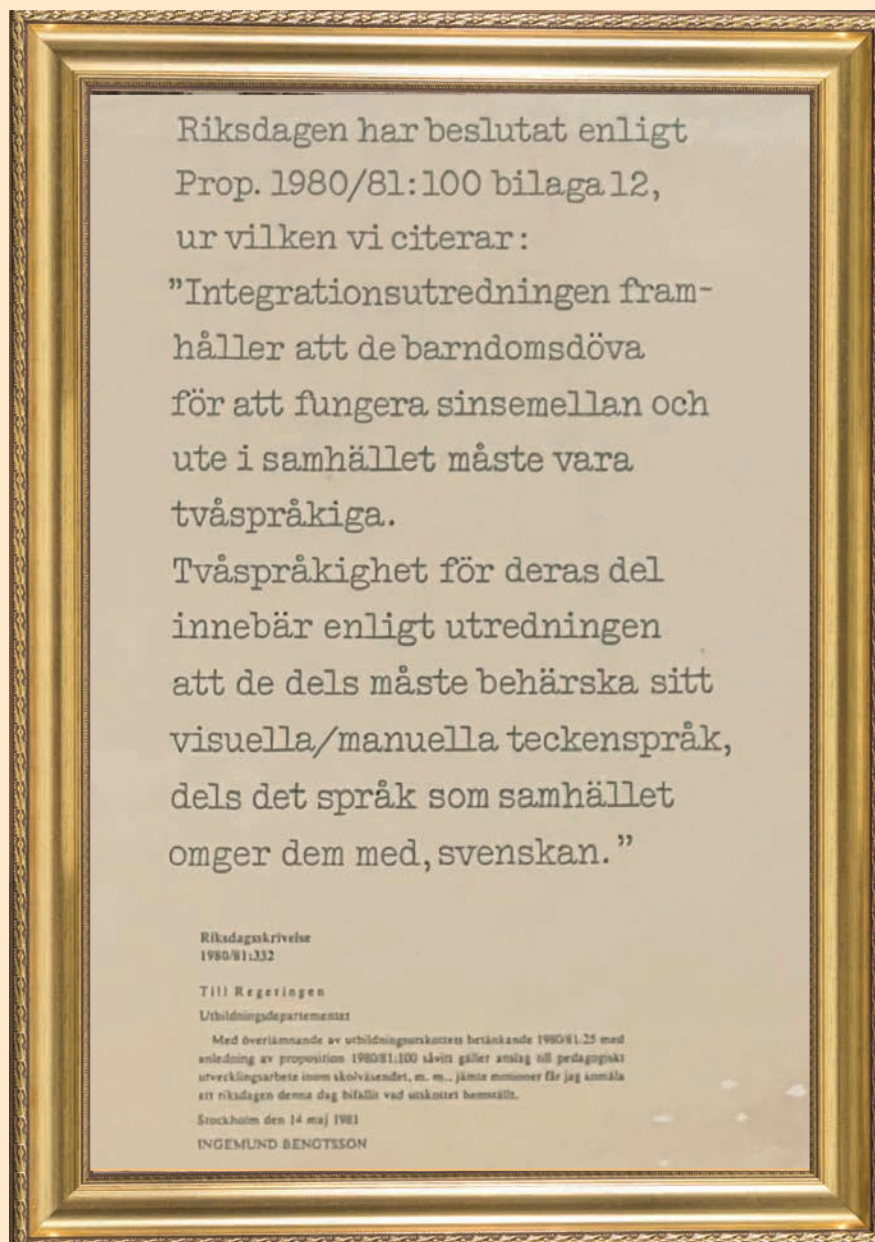 Riksdagen har beslutat enligt
Prop. 1980/81:100 bilaga 12,
ur vilken vi citerar:
”Integrationsutredningen fram-
håller att de barndomsdöva
för att fungera sinsemellan och
ute i samhället måste vara
tvåspråkiga.
Tvåspråkighet för deras del
innebär enligt utredningen
att de dels måste behärska sitt
visuella/manuella teckenspråk,
dels det språk som samhället
omger dem med, svenskan.”
Riksdagsskrivelse
1980/81:332
Till Regeringen
Utbildningsdepartementet
Med överlämnande av utbildningsutskottets betänkande 1980/81:25 med
anledning av proposition 1980/81:100 såvitt gäller anslag till pedagogiskt
utvecklingsarbete inom skolväsendet, m. m., jämte motioner får jag anmäla
att riksdagen denna dag bifallit vad utskottet hemställt.
Stockholm den 14 maj 1981
INGEMUND BENGTSSON